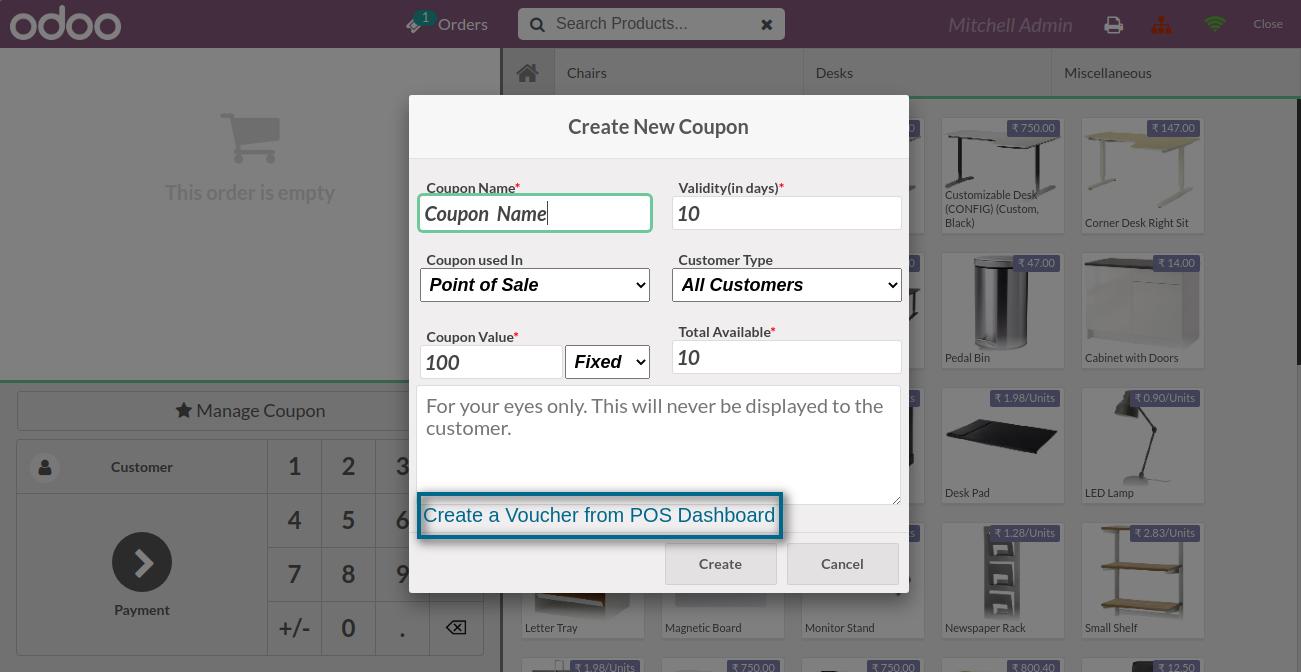 odoo
1
Orders
Search Products...
Mitchell Admin
Close
Chairs
Desks
Miscellaneous
This order is empty
Create New Coupon
Coupon Name*
Validity(in days)*
Coupon Name
10
Coupon used In
Customer Type
Point of Sale
All Customers
Coupon Value*
Total Available*
100
Fixed
10
For your eyes only. This will never be displayed to the
customer.
Create a Voucher from POS Dashboard
Create
Cancel
Manage Coupon
Customer
1
2
3
4
5
6
7
8
9
+/-
0
.
Payment
₹ 750.00
Customizable Desk
(CONFIG) (Custom,
Black)
₹ 147.00
Corner Desk Right Sit
₹ 47.00
Pedal Bin
₹ 14.00
Cabinet with Doors
₹ 1.98/Units
Desk Pad
₹ 0.90/Units
LED Lamp
Letter Tray
Magnetic Board
Monitor Stand
₹ 1.28/Units
Newspaper Rack
₹ 2.83/Units
Small Shelf
₹ 1.98/Units
₹ 750.00
₹ 750.00
₹ 800.40
₹ 12.50